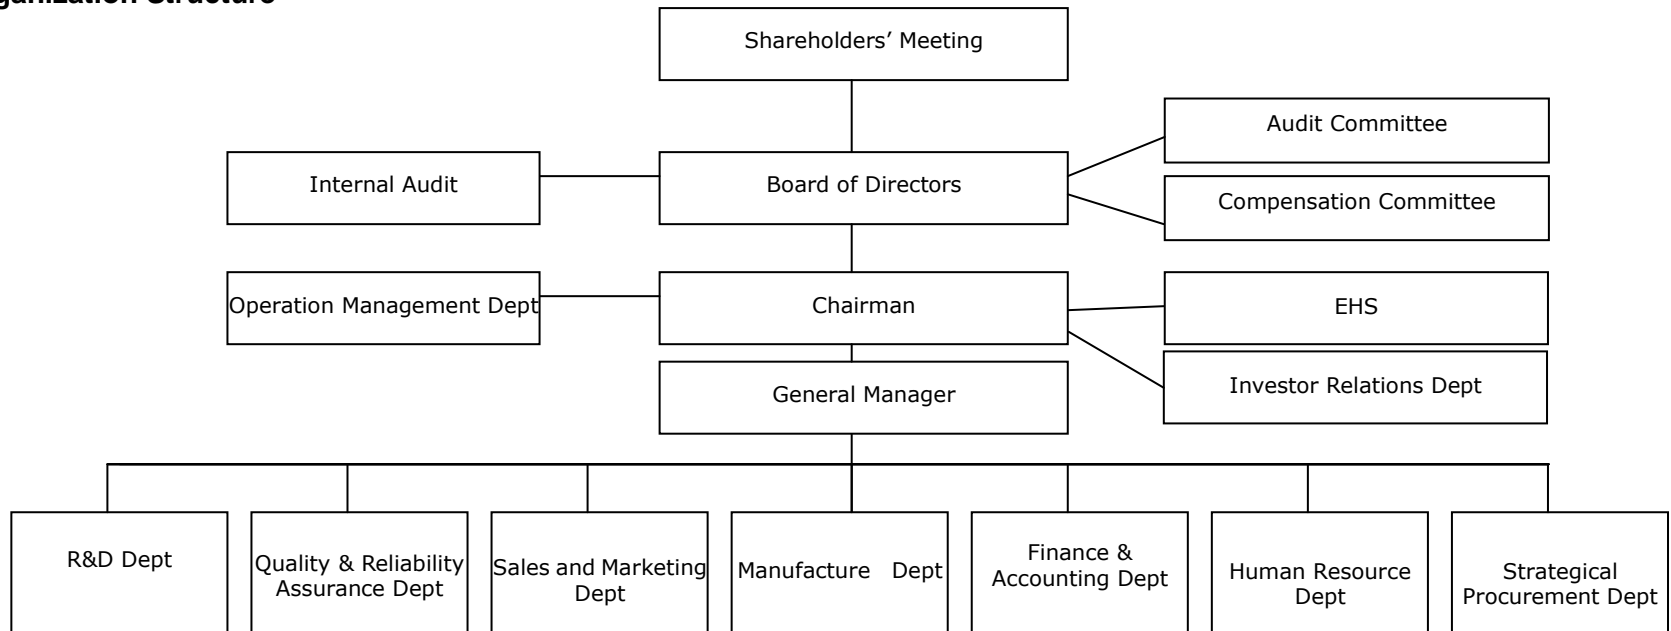 Structure
Shareholders’ Meeting
Audit Committee
Internal Audit
Board of Directors
Compensation Committee
Operation Management Dept
Chairman
EHS
Investor Relations Dept
General Manager
R&D Dept
Quality & Reliability
Assurance Dept
Sales and Marketing
Dept
Manufacture Dept
Finance &
Accounting Dept
Human Resource
Dept
Strategical
Procurement Dept